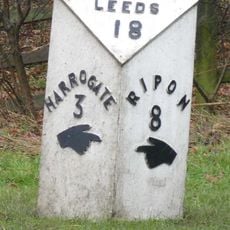 LEEDS
18
HARROGATE
3
RIPON
8